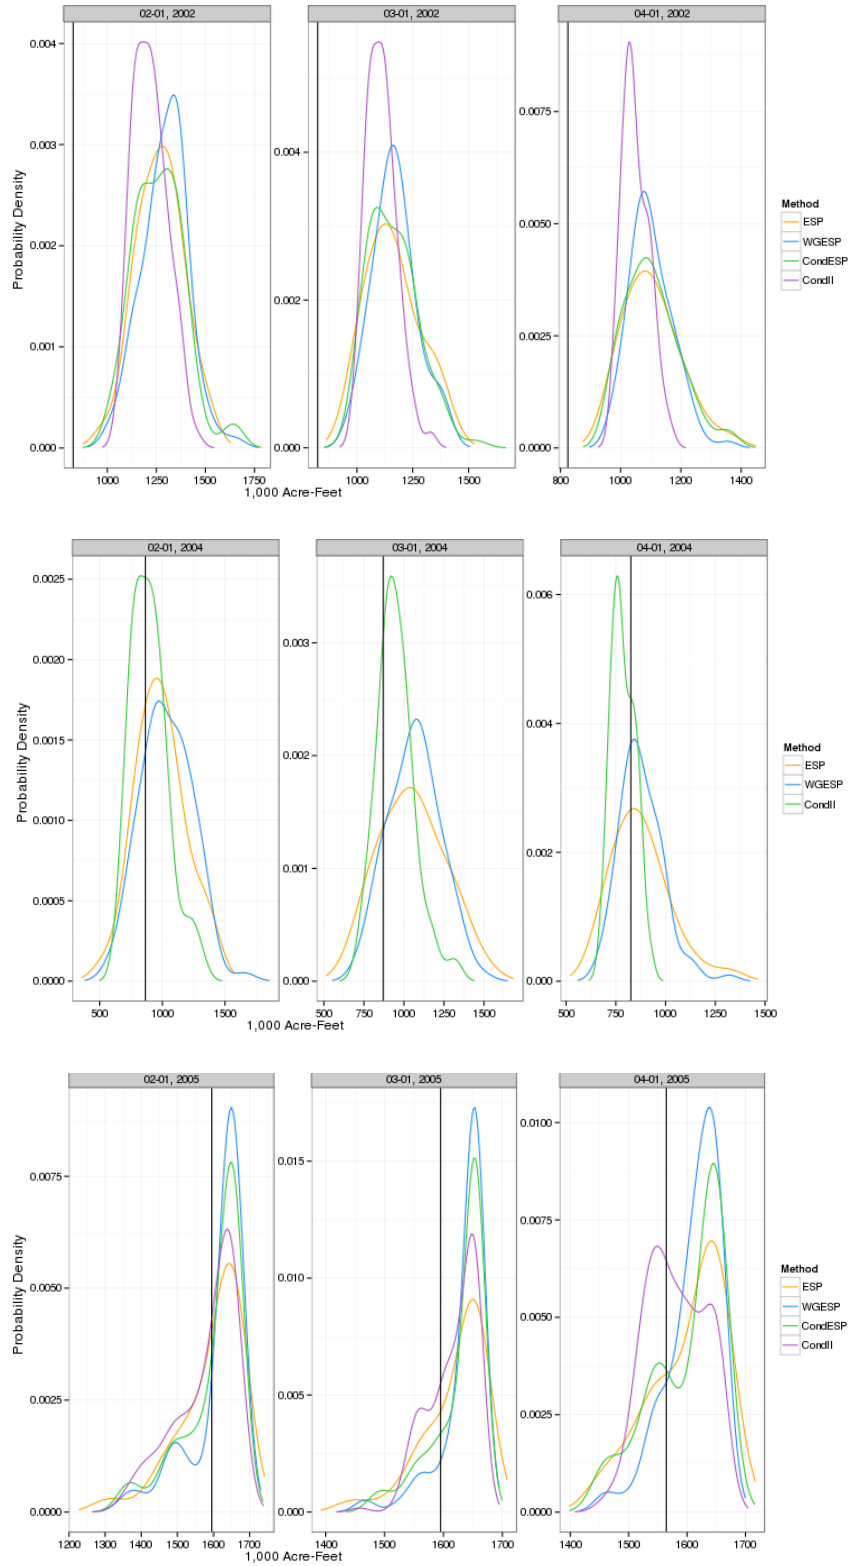 02-01, 2002
03-01, 2002
04-01, 2002
0.004
0.003
0.002
0.001
0.000
0.004
0.002
0.000
0.0075
0.0050
0.0025
0.0000
Probability Density
1000 1250 1500 1750
1000 1250 1500
800 1000 1200 1400
1,000 Acre-Feet
Method
ESP
WGESP
CondESP
CondII
02-01, 2004
03-01, 2004
04-01, 2004
0.0025
0.0020
0.0015
0.0010
0.0005
0.0000
0.003
0.002
0.001
0.000
0.006
0.004
0.002
0.000
Probability Density
500 1000 1500
500 750 1000 1250 1500
500 750 1000 1250 1500
1,000 Acre-Feet
Method
ESP
WGESP
CondII
02-01, 2005
03-01, 2005
04-01, 2005
0.0075
0.0050
0.0025
0.0000
0.015
0.010
0.005
0.000
0.0100
0.0075
0.0050
0.0025
0.0000
Probability Density
1200 1300 1400 1500 1600 1700
1400 1500 1600 1700
1400 1500 1600 1700
1,000 Acre-Feet
Method
ESP
WGESP
CondESP
CondII